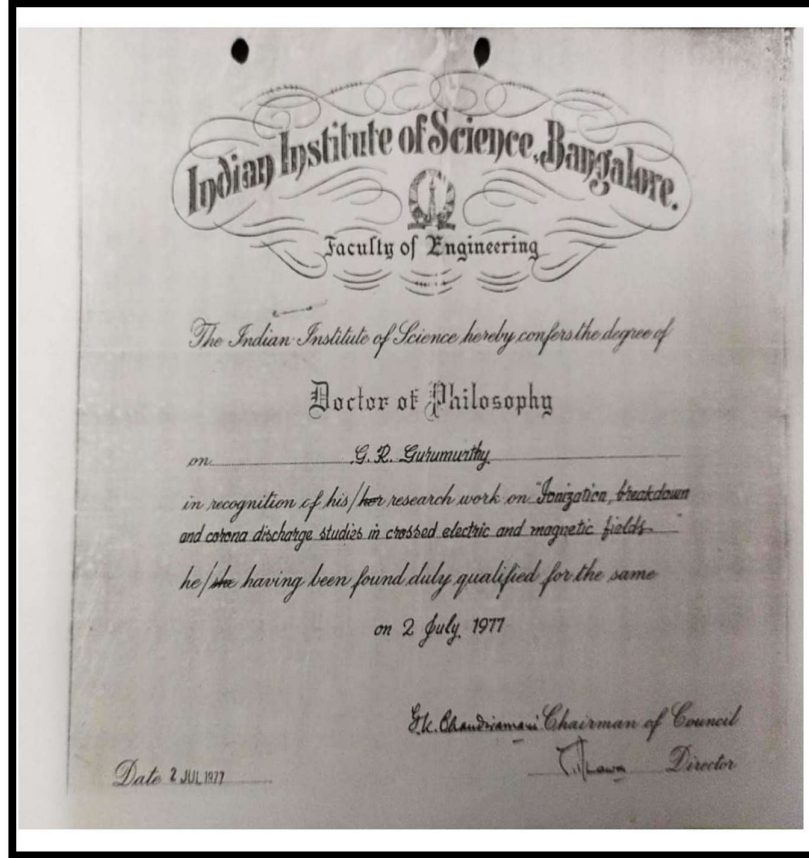 Indian Institute of Science, Bangalore.
Faculty of Engineering
The Indian Institute of Science hereby confers the degree of
Doctor of Philosophy
on G. R. Gurumurthy
in recognition of his/her research work on "Ionization, breakdown
and corona discharge studies in crossed electric and magnetic fields"
he/she having been found duly qualified for the same
on 2 July 1977
Chairman of Council
Director
Date 2 JUL 1977